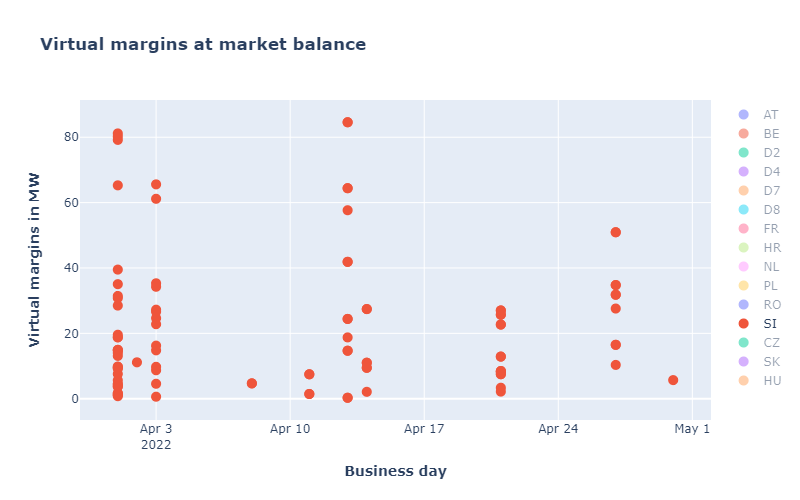 Virtual margins at market balance
Virtual margins in MW
80
60
40
20
0
Apr 3
2022
Apr 10
Apr 17
Apr 24
May 1
Business day
AT
BE
D2
D4
D7
D8
FR
HR
NL
PL
RO
SI
CZ
SK
HU